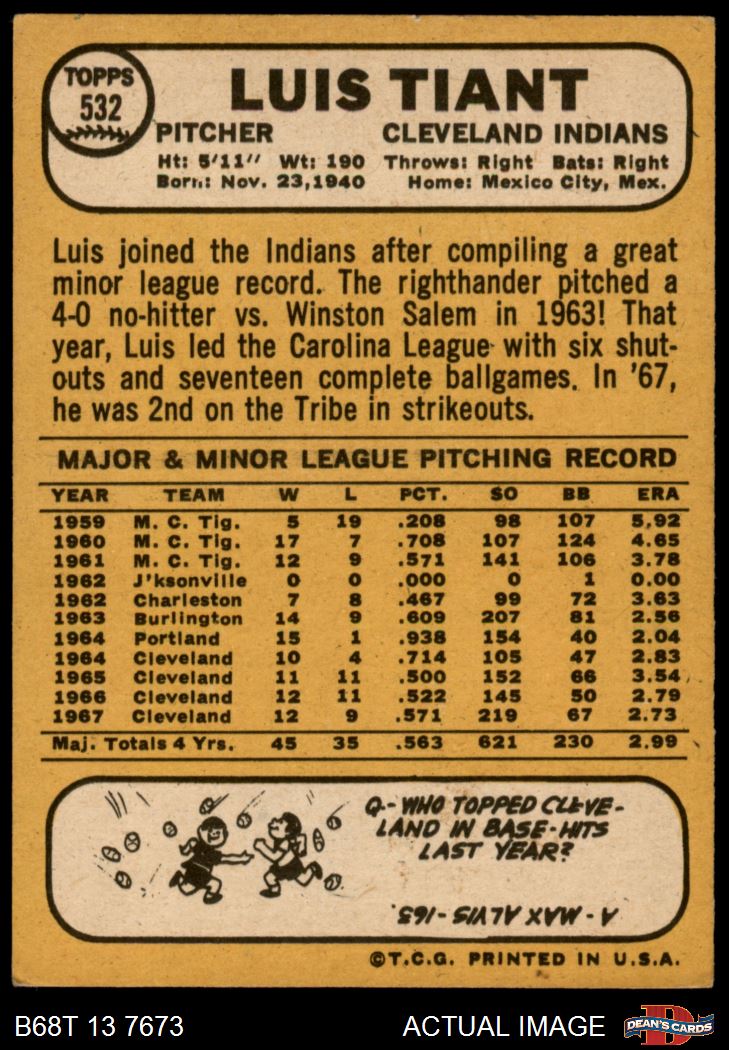 TOPPS
532
LUIS TIANT
PITCHER CLEVELAND INDIANS
Ht: 5'11" Wt: 190 Throws: Right Bats: Right
Born: Nov. 23, 1940 Home: Mexico City, Mex.
Luis joined the Indians after compiling a great
minor league record. The righthander pitched a
4-0 no-hitter vs. Winston Salem in 1963! That
year, Luis led the Carolina League with six shut-
outs and seventeen complete ballgames. In '67,
he was 2nd on the Tribe in strikeouts.
MAJOR & MINOR LEAGUE PITCHING RECORD
YEAR TEAM W L PCT. SO BB ERA
1959 M. C. Tig. 5 19 .208 98 107 5.92
1960 M. C. Tig. 17 7 .708 107 124 4.65
1961 M. C. Tig. 12 9 .571 141 106 3.78
1962 J'ksonville 0 0 .000 0 1 0.00
1962 Charleston 7 8 .467 99 72 3.63
1963 Burlington 14 9 .609 207 81 2.56
1964 Portland 15 1 .938 154 40 2.04
1964 Cleveland 10 4 .714 105 47 2.83
1965 Cleveland 11 11 .500 152 66 3.54
1966 Cleveland 12 11 .522 145 50 2.79
1967 Cleveland 12 9 .571 219 67 2.73
Maj. Totals 4 Yrs. 45 35 .563 621 230 2.99
Q-WHO TOPPED CLEVE-
LAND IN BASE-HITS
LAST YEAR?
A-MAX ALVIS-163.
©T.C.G. PRINTED IN U.S.A.
B68T 13 7673 ACTUAL IMAGE
D
DEAN'S CARDS